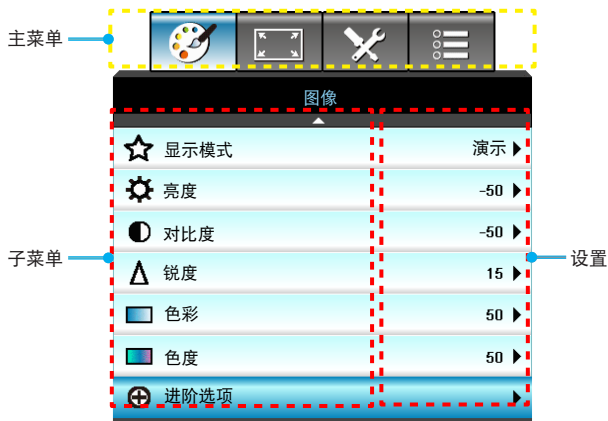 主菜单
图像
显示模式 演示
亮度 -50
对比度 -50
子菜单
设置
锐度 15
色彩 50
色度 50
进阶选项